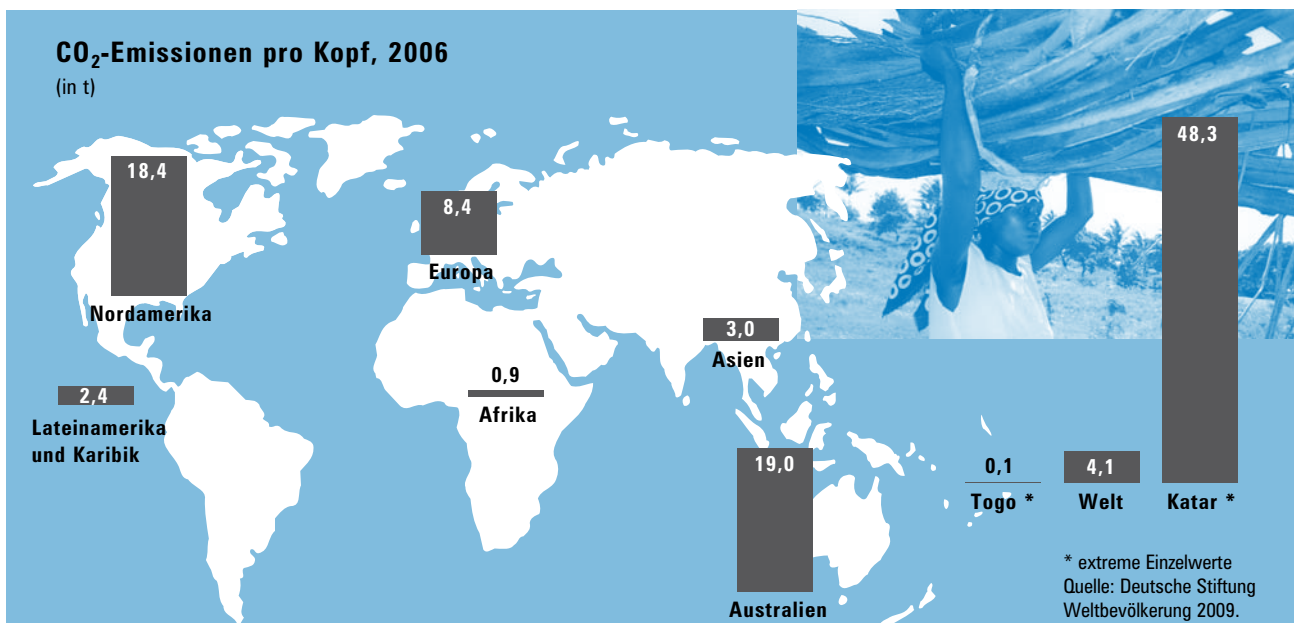 CO₂-Emissionen pro Kopf, 2006
(in t)
18,4
Nordamerika
8,4
Europa
3,0
Asien
0,9
Afrika
2,4
Lateinamerika
und Karibik
19,0
Australien
0,1
Togo *
4,1
Welt
48,3
Katar *
* extreme Einzelwerte
Quelle: Deutsche Stiftung
Weltbevölkerung 2009.